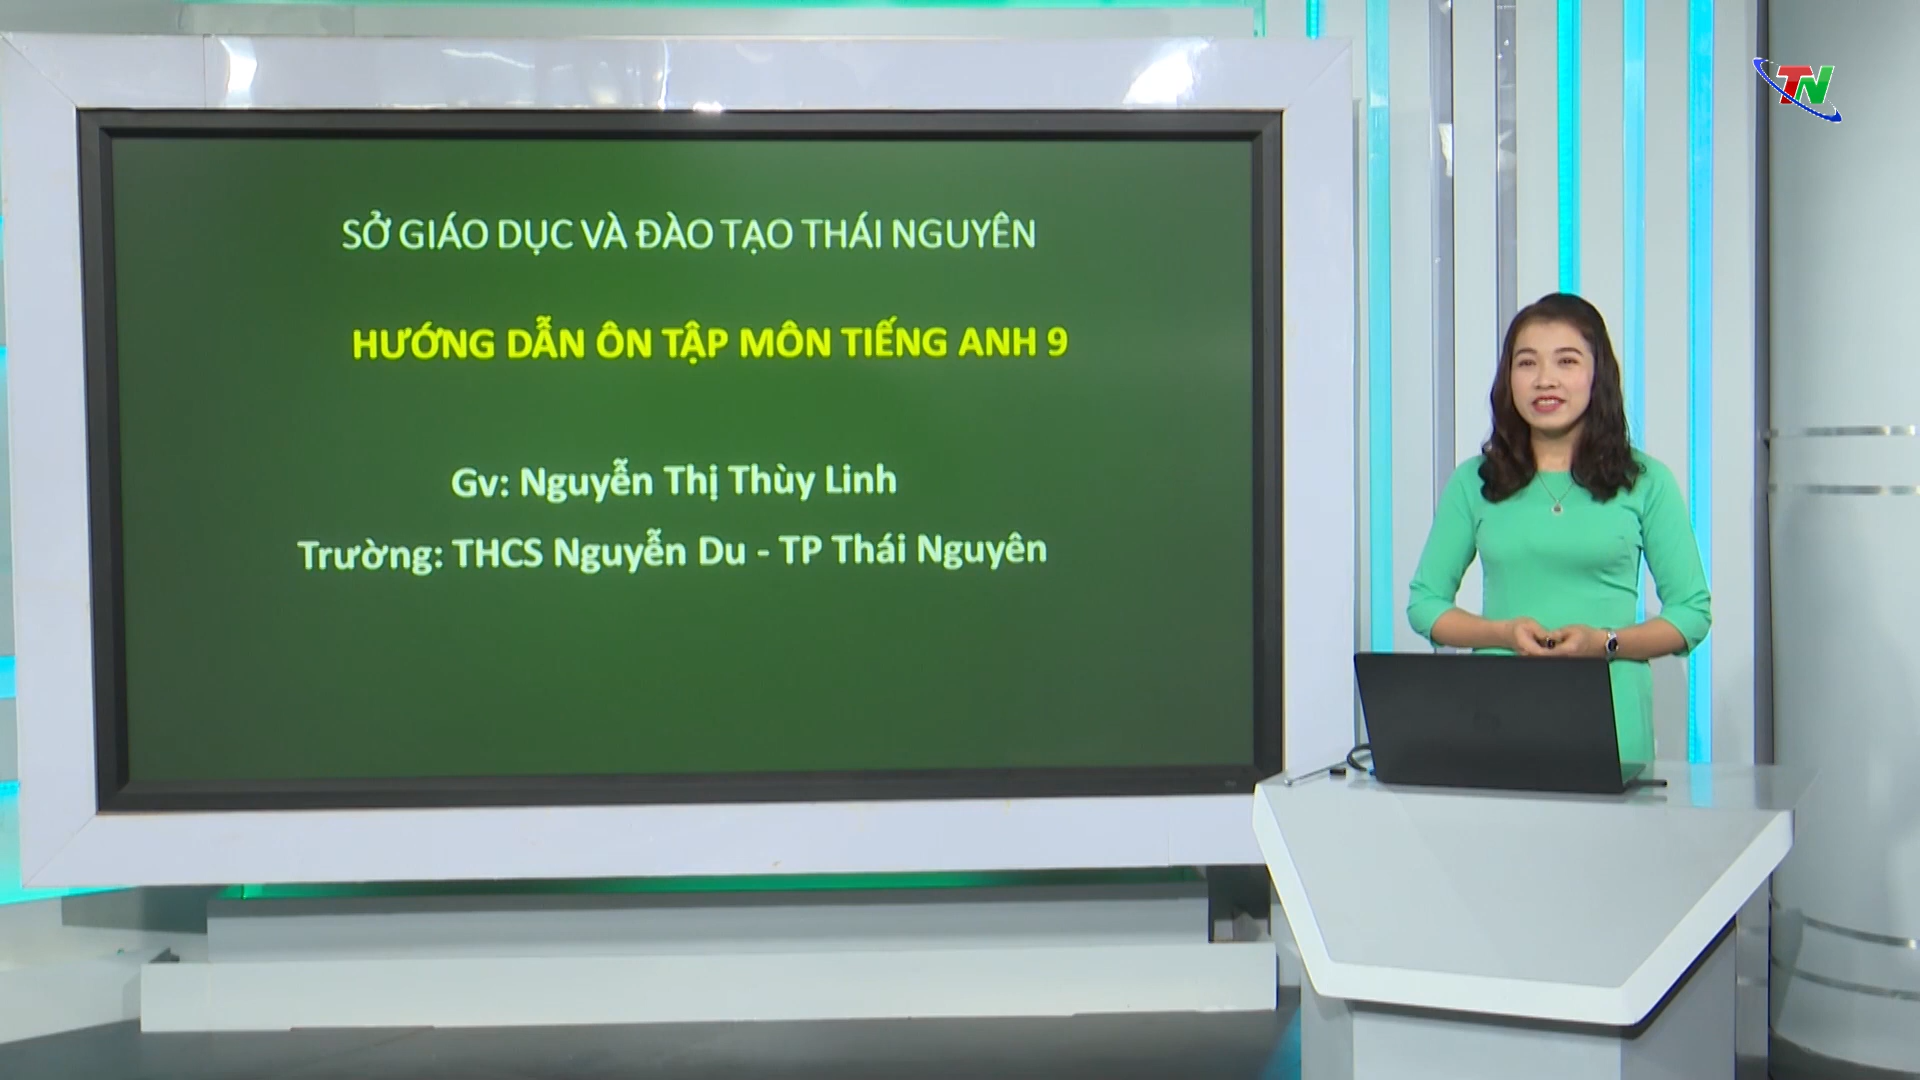 SỞ GIÁO DỤC VÀ ĐÀO TẠO THÁI NGUYÊN
HƯỚNG DẪN ÔN TẬP MÔN TIẾNG ANH 9
Gv: Nguyễn Thị Thùy Linh
Trường: THCS Nguyễn Du - TP Thái Nguyên
TN